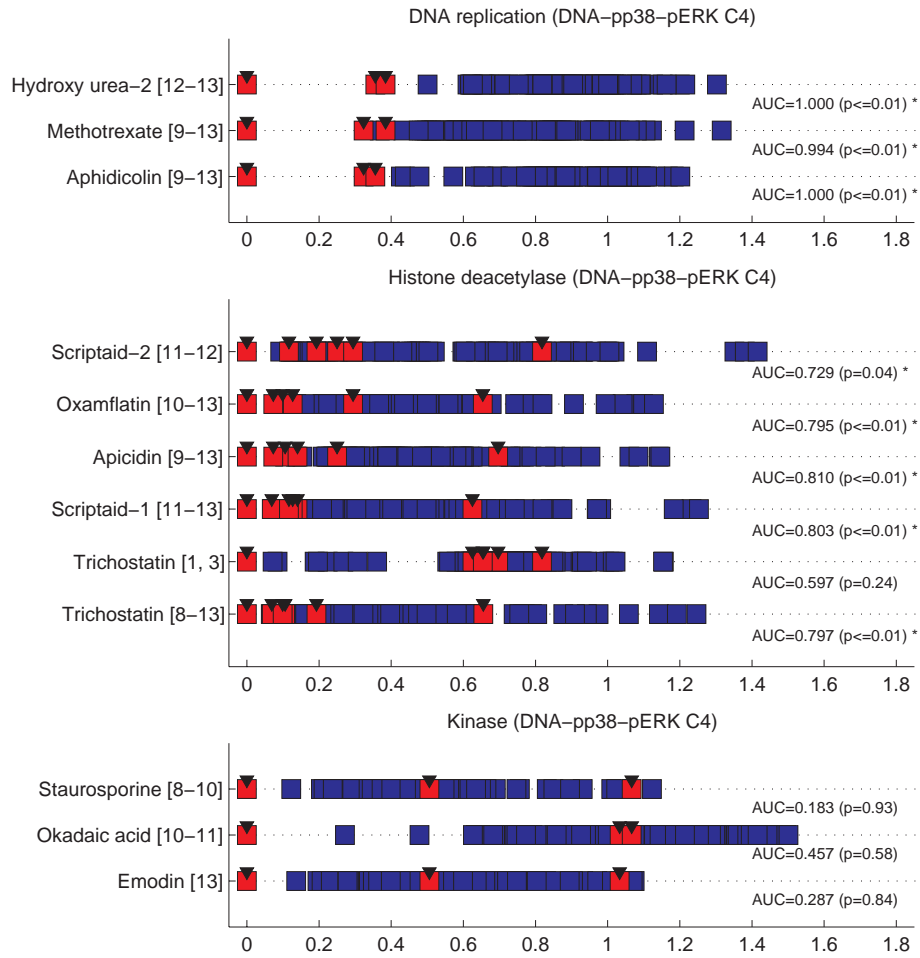 DNA replication (DNA−pp38−pERK C4)
Hydroxy urea−2 [12−13]
AUC=1.000 (p<=0.01) *
Methotrexate [9−13]
AUC=0.994 (p<=0.01) *
Aphidicolin [9−13]
AUC=1.000 (p<=0.01) *
0 0.2 0.4 0.6 0.8 1 1.2 1.4 1.6 1.8
Histone deacetylase (DNA−pp38−pERK C4)
Scriptaid−2 [11−12]
AUC=0.729 (p=0.04) *
Oxamflatin [10−13]
AUC=0.795 (p<=0.01) *
Apicidin [9−13]
AUC=0.810 (p<=0.01) *
Scriptaid−1 [11−13]
AUC=0.803 (p<=0.01) *
Trichostatin [1, 3]
AUC=0.597 (p=0.24)
Trichostatin [8−13]
AUC=0.797 (p<=0.01) *
0 0.2 0.4 0.6 0.8 1 1.2 1.4 1.6 1.8
Kinase (DNA−pp38−pERK C4)
Staurosporine [8−10]
AUC=0.183 (p=0.93)
Okadaic acid [10−11]
AUC=0.457 (p=0.58)
Emodin [13]
AUC=0.287 (p=0.84)
0 0.2 0.4 0.6 0.8 1 1.2 1.4 1.6 1.8